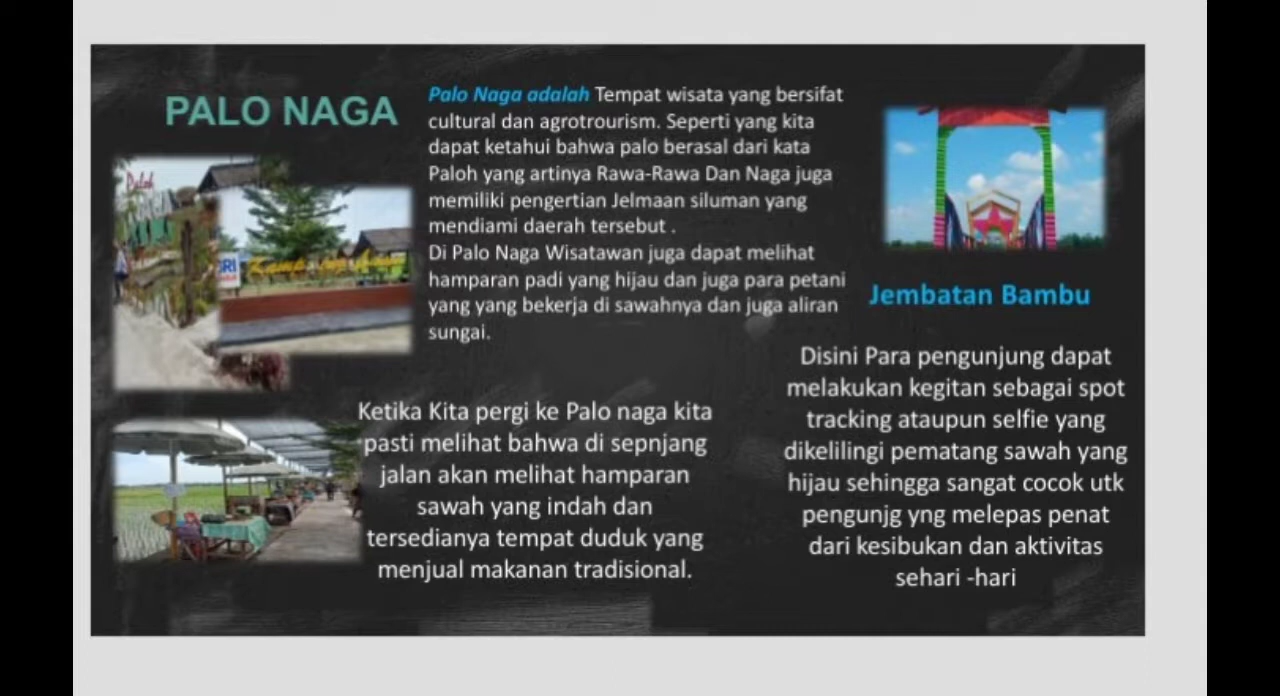 PALO NAGA
Palo Naga adalah Tempat wisata yang bersifat
cultural dan agrotrourism. Seperti yang kita
dapat ketahui bahwa palo berasal dari kata
Paloh yang artinya Rawa-Rawa Dan Naga juga
memiliki pengertian Jelmaan siluman yang
mendiami daerah tersebut .
Di Palo Naga Wisatawan juga dapat melihat
hamparan padi yang hijau dan juga para petani
yang yang bekerja di sawahnya dan juga aliran
sungai.
Paloh
Ketika Kita pergi ke Palo naga kita
pasti melihat bahwa di sepnjang
jalan akan melihat hamparan
sawah yang indah dan
tersedianya tempat duduk yang
menjual makanan tradisional.
Jembatan Bambu
Disini Para pengunjung dapat
melakukan kegitan sebagai spot
tracking ataupun selfie yang
dikelilingi pematang sawah yang
hijau sehingga sangat cocok utk
pengunjg yng melepas penat
dari kesibukan dan aktivitas
sehari -hari